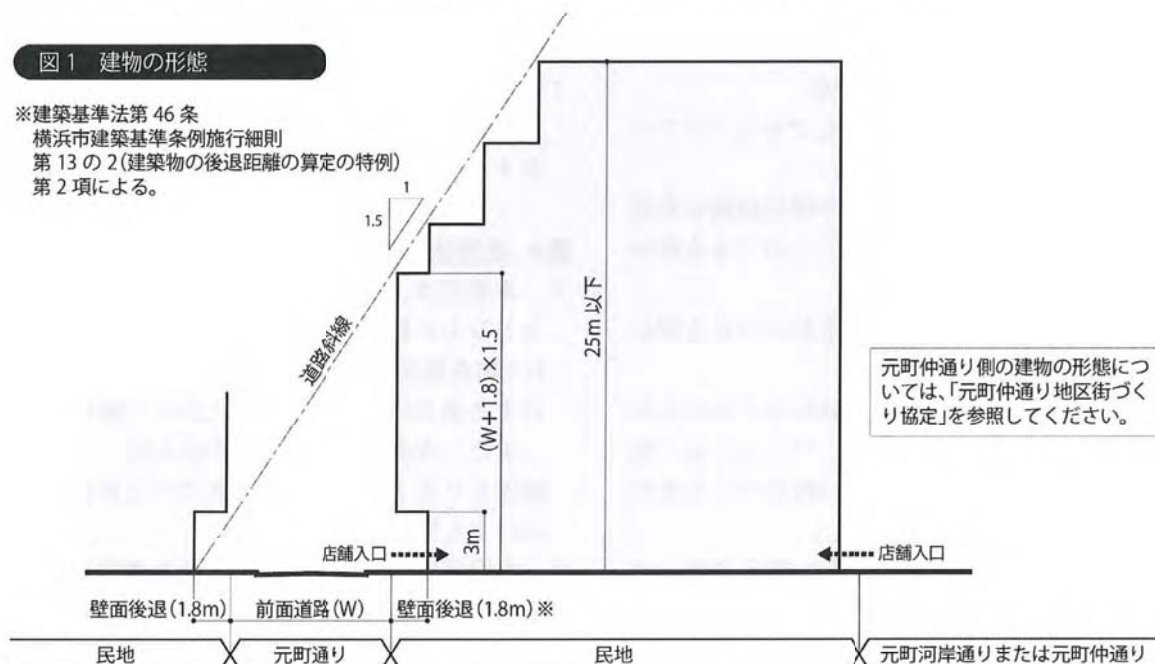 図1 建物の形態
※建築基準法第 46 条
横浜市建築基準条例施行細則
第 13 の 2(建築物の後退距離の算定の特例)
第 2 項による。
1
1.5
道路斜線
(W+1.8)×1.5
25m 以下
元町仲通り側の建物の形態につ
いては、「元町仲通り地区街づく
り協定」を参照してください。
3m
店舗入口
店舗入口
壁面後退(1.8m)
前面道路(W)
壁面後退(1.8m)※
民地
元町通り
民地
元町河岸通りまたは元町仲通り